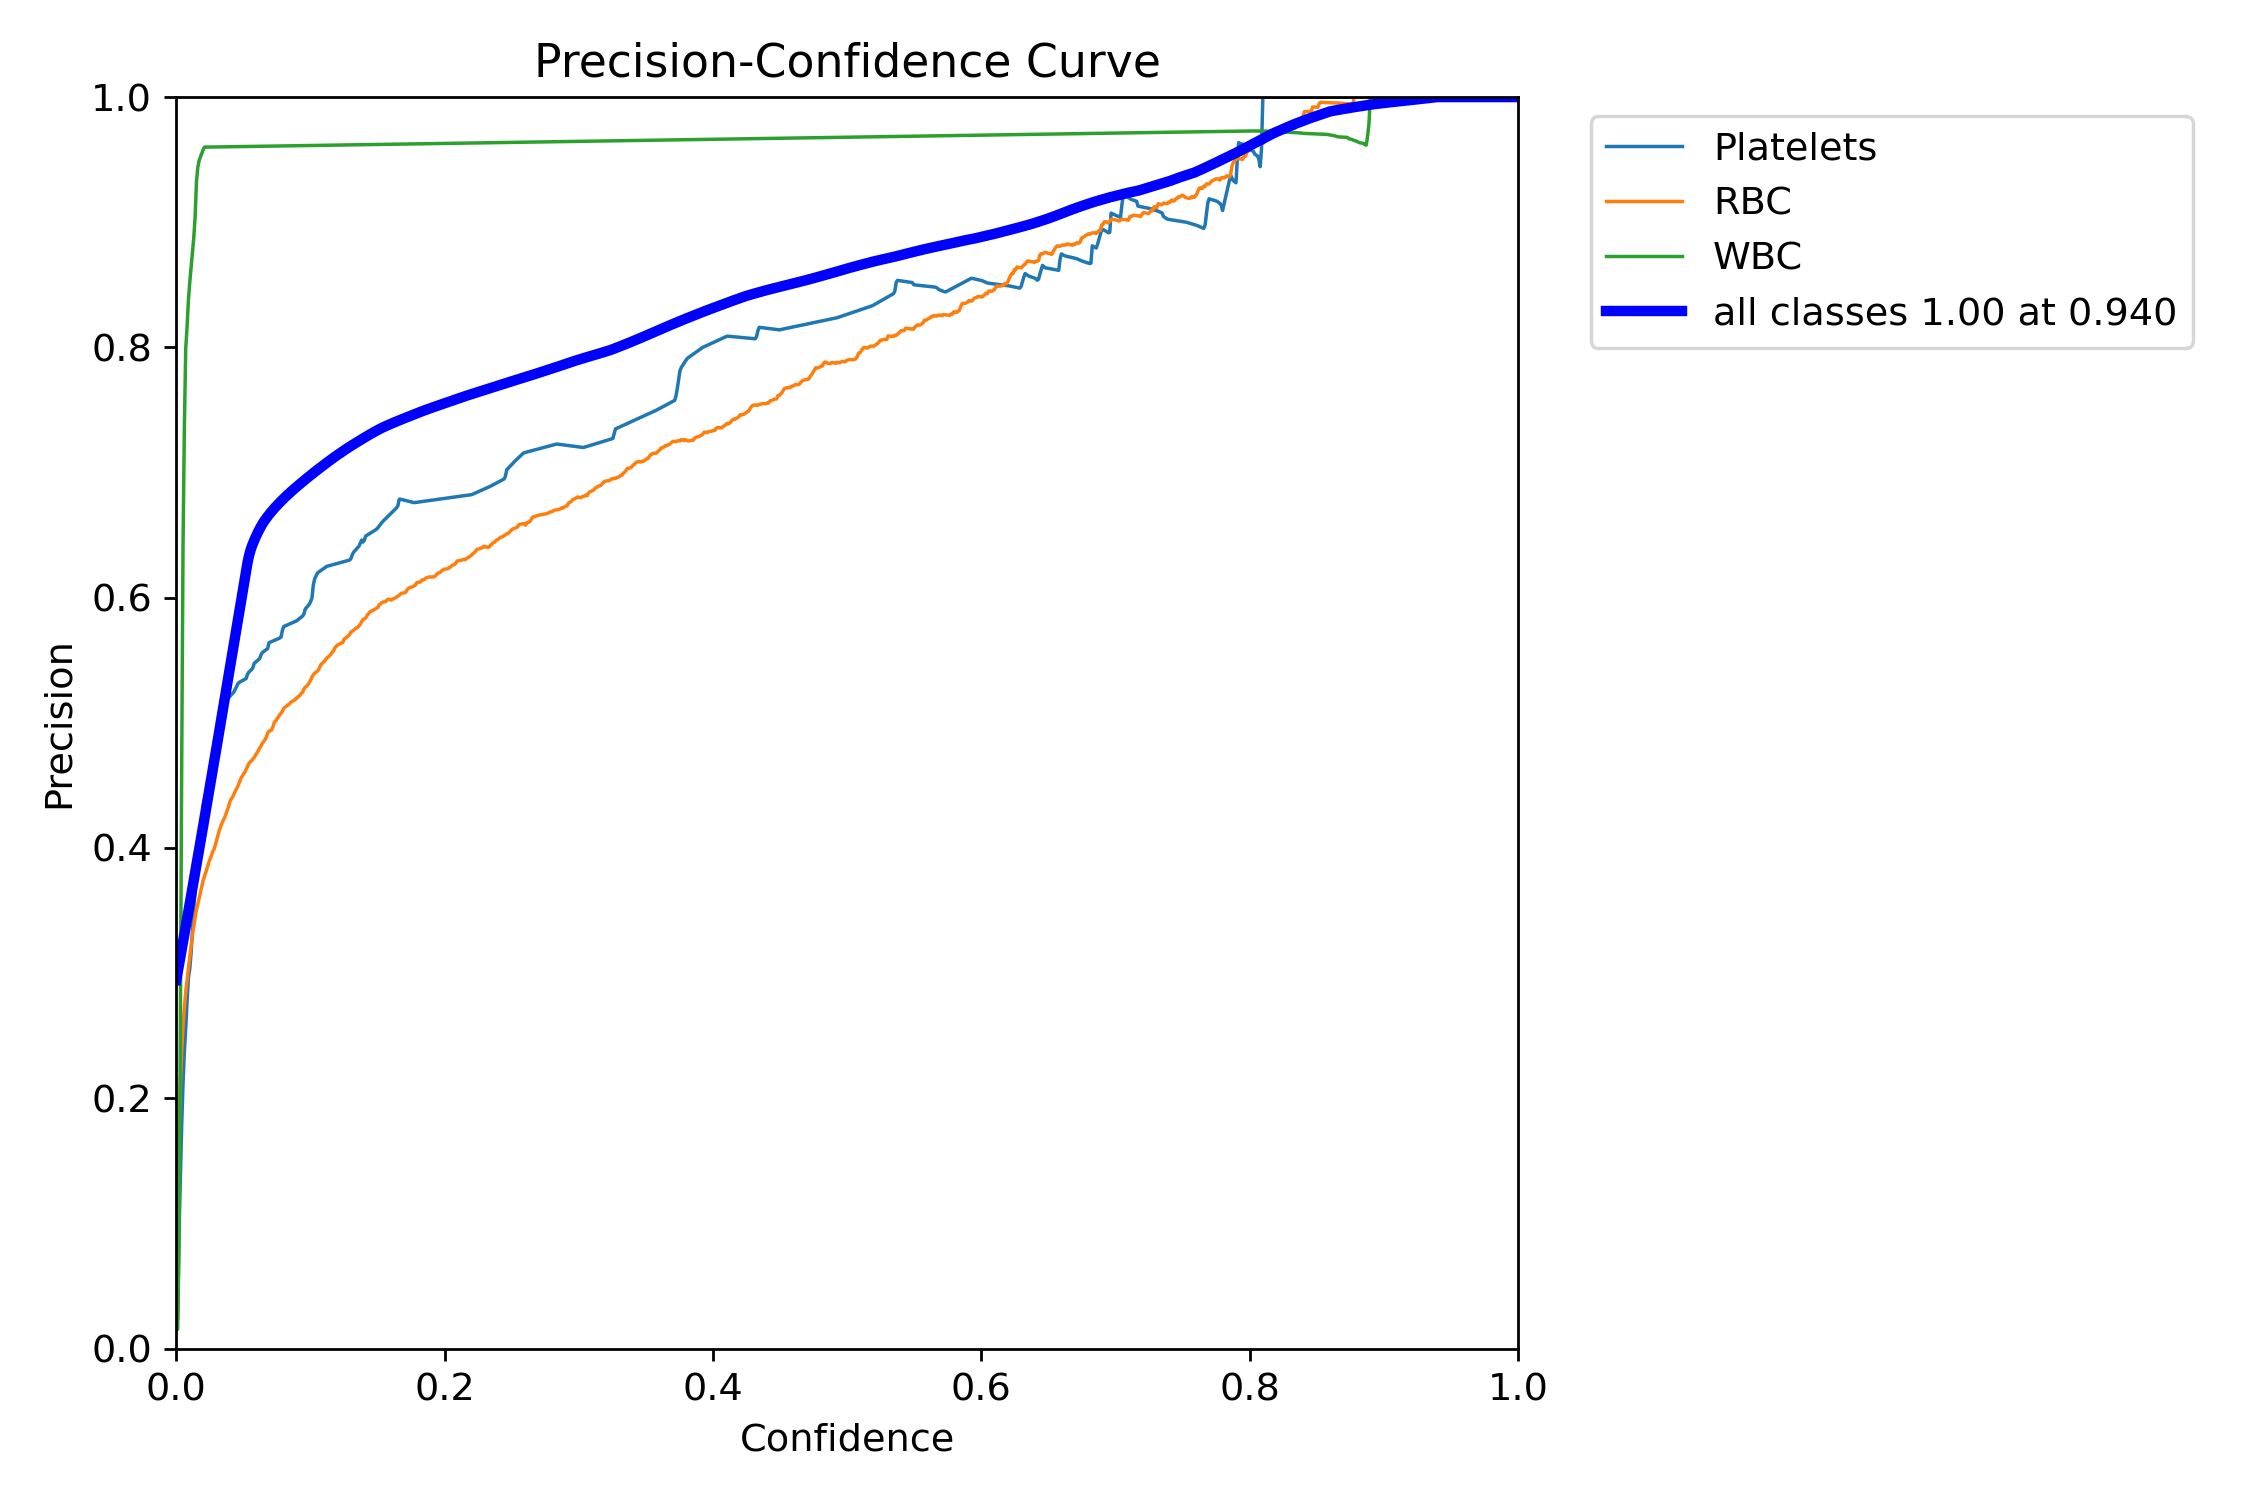 Precision-Confidence Curve
1.0
0.8
0.6
0.4
0.2
0.0
Precision
0.0 0.2 0.4 0.6 0.8 1.0
Confidence
Platelets
RBC
WBC
all classes 1.00 at 0.940